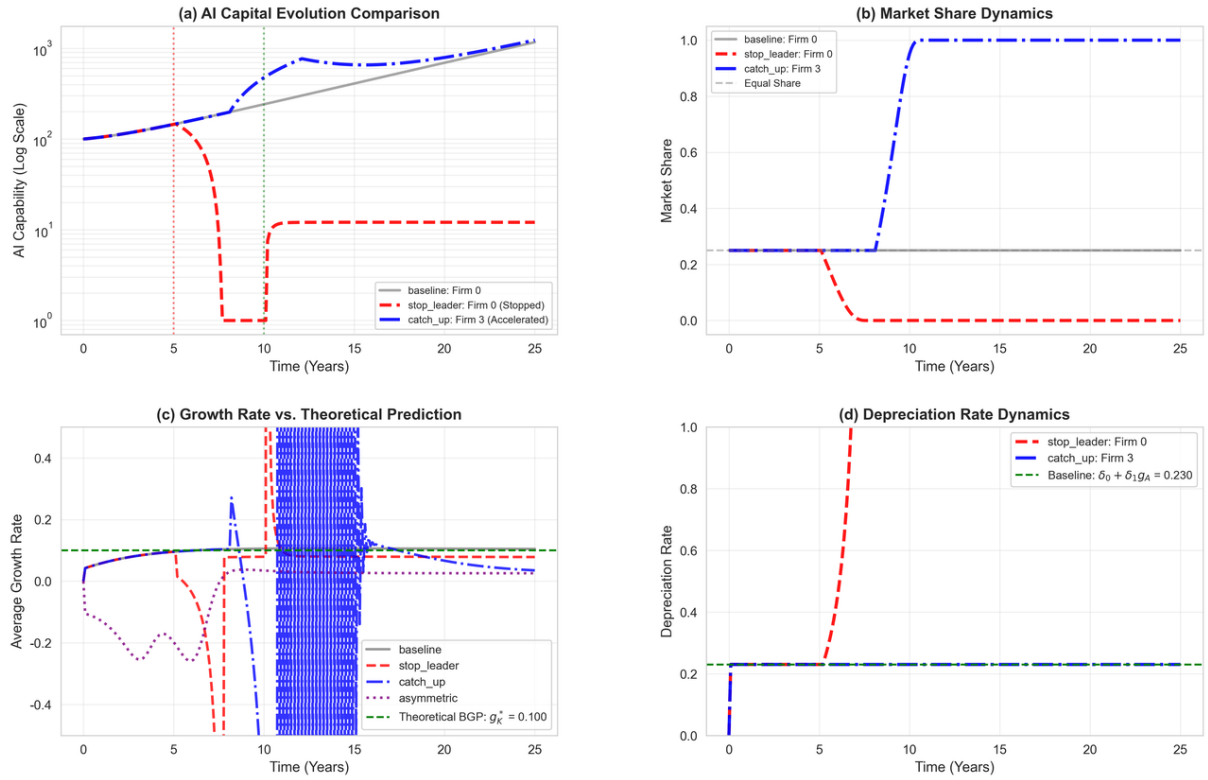 (a) AI Capital Evolution Comparison
AI Capability (Log Scale)
10³
10²
10¹
10⁰
baseline: Firm 0
stop_leader: Firm 0 (Stopped)
catch_up: Firm 3 (Accelerated)
0 5 10 15 20 25
Time (Years)
(b) Market Share Dynamics
Market Share
1.0
0.8
0.6
0.4
0.2
0.0
baseline: Firm 0
stop_leader: Firm 0
catch_up: Firm 3
Equal Share
0 5 10 15 20 25
Time (Years)
(c) Growth Rate vs. Theoretical Prediction
Average Growth Rate
0.4
0.2
0.0
-0.2
-0.4
baseline
stop_leader
catch_up
asymmetric
Theoretical BGP: g*_K = 0.100
0 5 10 15 20 25
Time (Years)
(d) Depreciation Rate Dynamics
Depreciation Rate
1.0
0.8
0.6
0.4
0.2
0.0
stop_leader: Firm 0
catch_up: Firm 3
Baseline: δ₀ + δ₁g_A = 0.230
0 5 10 15 20 25
Time (Years)